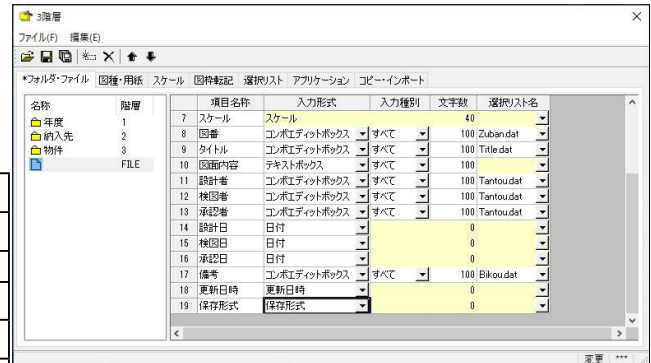 3階層
ファイル(F) 編集(E)
*フォルダ・ファイル 図種・用紙 スケール 図枠転記 選択リスト アプリケーション コピー・インポート
名称 階層
年度 1
納入先 2
物件 3
FILE
項目名称 入力形式 入力種別 文字数 選択リスト名
7 スケール スケール 40
8 図番 コンボエディットボックス すべて 100 Zuban.dat
9 タイトル コンボエディットボックス すべて 100 Title.dat
10 図面内容 テキストボックス すべて 100
11 設計者 コンボエディットボックス すべて 100 Tantou.dat
12 検図者 コンボエディットボックス すべて 100 Tantou.dat
13 承認者 コンボエディットボックス すべて 100 Tantou.dat
14 設計日 日付 0
15 検図日 日付 0
16 承認日 日付 0
17 備考 コンボエディットボックス すべて 100 Bikou.dat
18 更新日時 更新日時 0
19 保存形式 保存形式 0
変更 ***